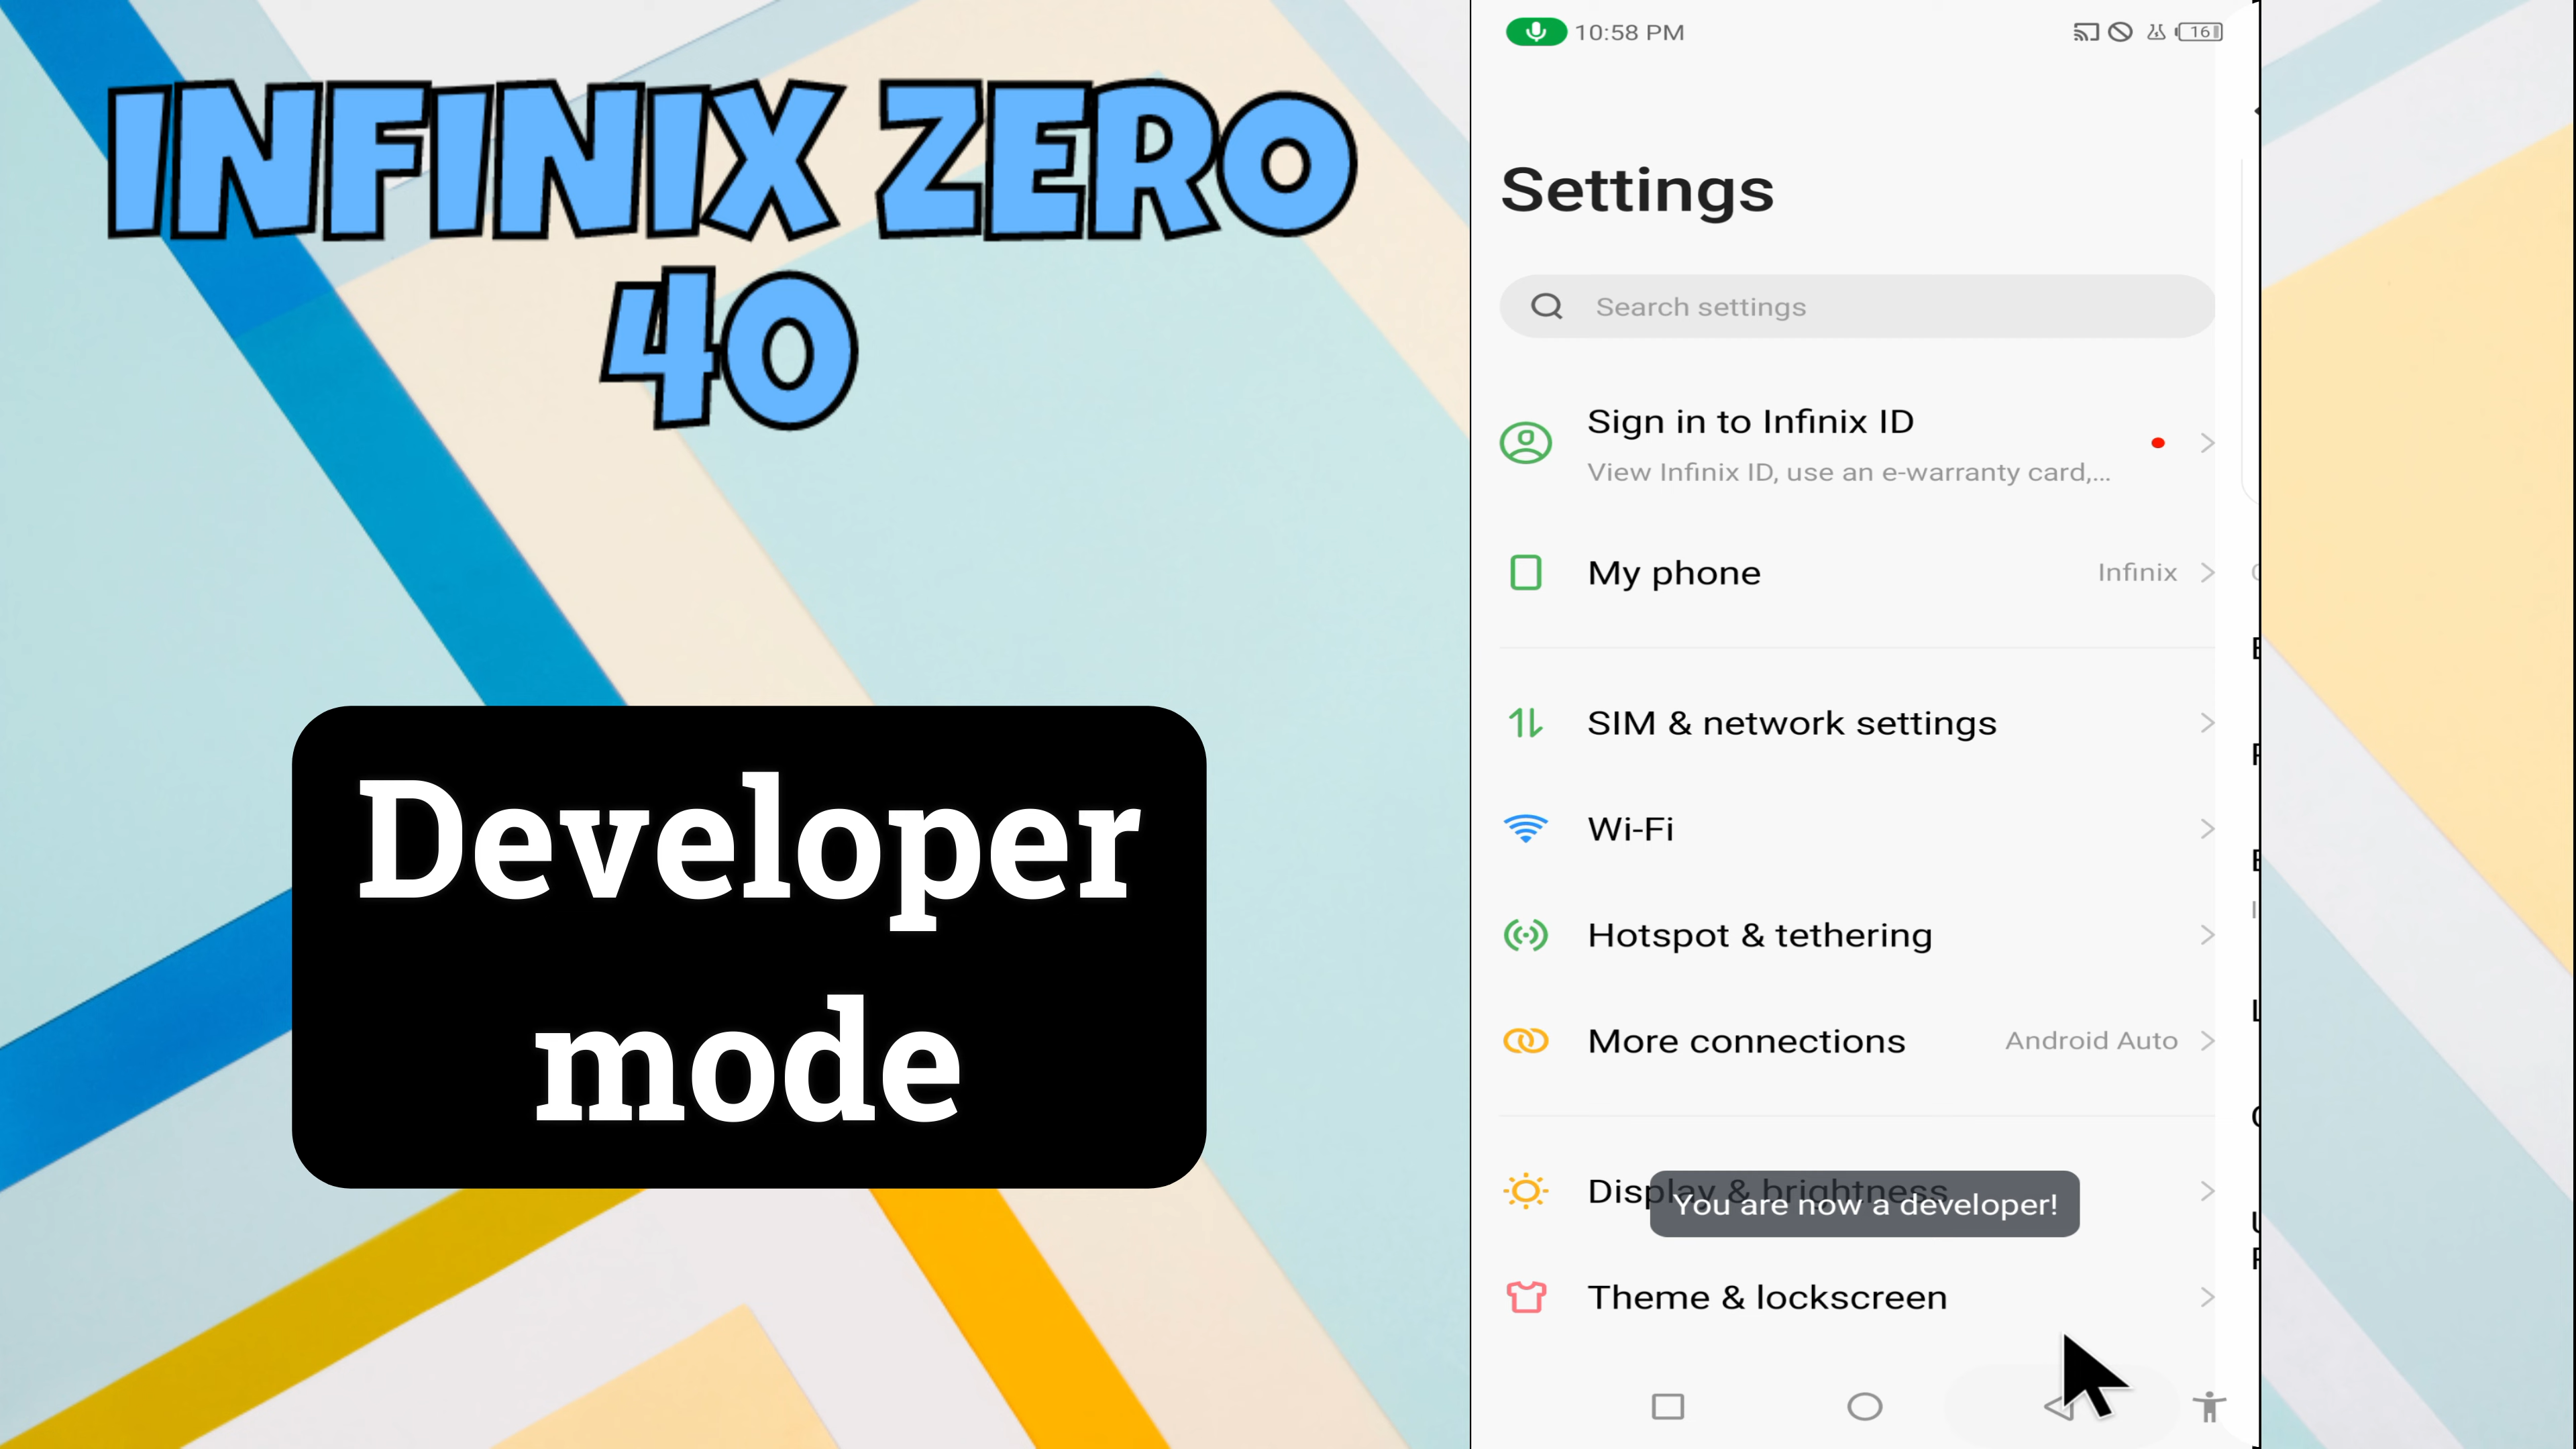 INFINIX ZERO
40
Developer
mode
10:58 PM
16
Settings
Search settings
Sign in to Infinix ID
View Infinix ID, use an e-warranty card,...
My phone
Infinix
SIM & network settings
Wi-Fi
Hotspot & tethering
More connections
Android Auto
Display & brightness
You are now a developer!
Theme & lockscreen